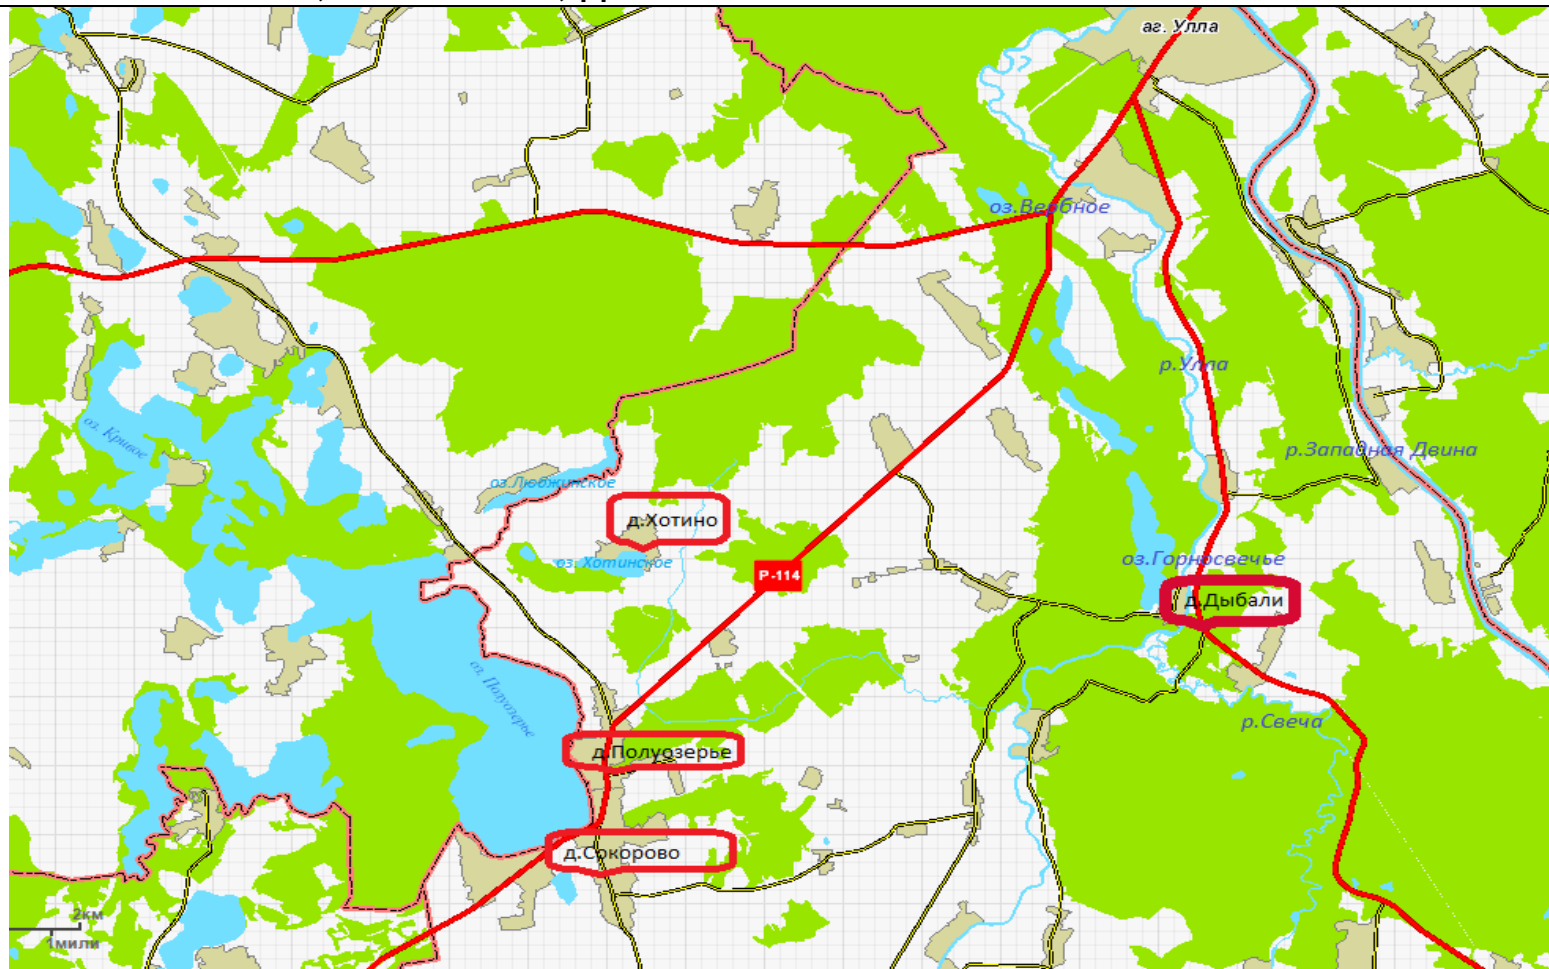 аг. Улла
оз.Вербное
р.Улла
оз. Кривое
р.Западная Двина
оз.Любжинское
д.Хотино
оз. Хотинское
оз.Горносвечье
Р-114
д.Дыбали
оз. Полуозерье
р.Свеча
д.Полуозерье
д.Сокорово
2км
1мили